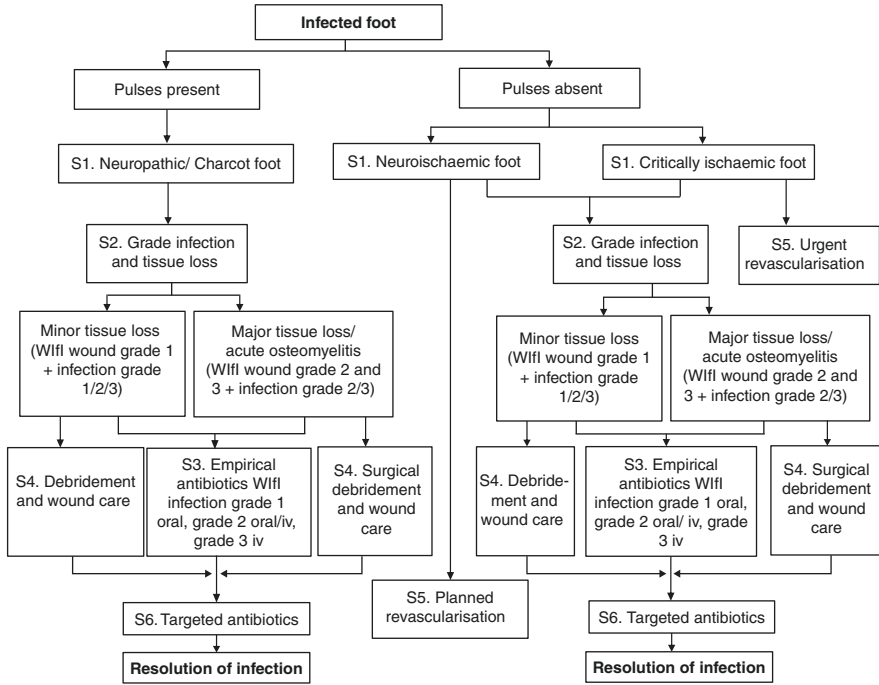 Infected foot
Pulses present
Pulses absent
S1. Neuropathic/ Charcot foot
S1. Neuroischaemic foot
S1. Critically ischaemic foot
S2. Grade infection
and tissue loss
S2. Grade infection
and tissue loss
S5. Urgent
revascularisation
Minor tissue loss
(WIfI wound grade 1
+ infection grade
1/2/3)
Major tissue loss/
acute osteomyelitis
(WIfI wound grade 2 and
3 + infection grade 2/3)
Minor tissue loss
(WIfI wound grade 1
+ infection grade
1/2/3)
Major tissue loss/
acute osteomyelitis
(WIfI wound grade 2 and
3 + infection grade 2/3)
S4. Debridement
and wound care
S3. Empirical
antibiotics WIfI
infection grade 1
oral, grade 2 oral/iv,
grade 3 iv
S4. Surgical
debridement
and wound
care
S4. Debride-
ment and
wound care
S3. Empirical
antibiotics WIfI
infection grade 1 oral,
grade 2 oral/ iv, grade
3 iv
S4. Surgical
debridement
and wound
care
S5. Planned
revascularisation
S6. Targeted antibiotics
S6. Targeted antibiotics
Resolution of infection
Resolution of infection